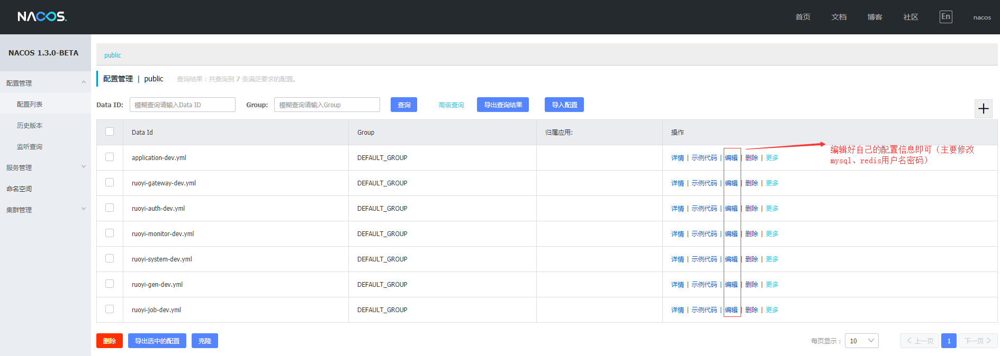 NACOS.
首页 文档 博客 社区 En nacos
NACOS 1.3.0-BETA
配置管理
配置列表
历史版本
监听查询
服务管理
命名空间
集群管理
public
配置管理 | public 查询结果：共查询到 7 条满足要求的配置。
Data ID: 模糊查询请输入Data ID Group: 模糊查询请输入Group 查询 高级查询 导出查询结果 导入配置
Data Id Group 归属应用: 操作
application-dev.yml DEFAULT_GROUP 详情 | 示例代码 | 编辑 | 删除 | 更多
编辑好自己的配置信息即可（主要修改
mysql、redis用户名密码）
ruoyi-gateway-dev.yml DEFAULT_GROUP 详情 | 示例代码 | 编辑 | 删除 | 更多
ruoyi-auth-dev.yml DEFAULT_GROUP 详情 | 示例代码 | 编辑 | 删除 | 更多
ruoyi-monitor-dev.yml DEFAULT_GROUP 详情 | 示例代码 | 编辑 | 删除 | 更多
ruoyi-system-dev.yml DEFAULT_GROUP 详情 | 示例代码 | 编辑 | 删除 | 更多
ruoyi-gen-dev.yml DEFAULT_GROUP 详情 | 示例代码 | 编辑 | 删除 | 更多
ruoyi-job-dev.yml DEFAULT_GROUP 详情 | 示例代码 | 编辑 | 删除 | 更多
删除 导出选中的配置 克隆 每页显示： 10 上一页 1 下一页